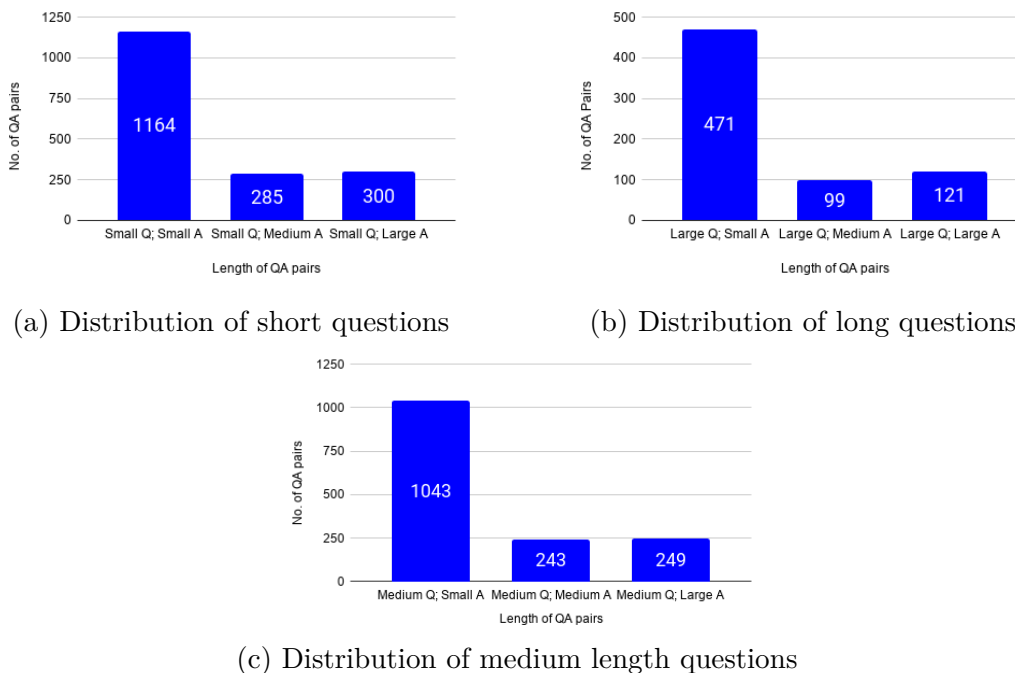 1250
1000
750
500
250
0
No. of QA pairs
1164
285
300
Small Q; Small A
Small Q; Medium A
Small Q; Large A
Length of QA pairs
(a) Distribution of short questions
500
400
300
200
100
0
No. of QA Pairs
471
99
121
Large Q; Small A
Large Q; Medium A
Large Q; Large A
Length of QA pairs
(b) Distribution of long questions
1250
1000
750
500
250
0
No. of QA pairs
1043
243
249
Medium Q; Small A
Medium Q; Medium A
Medium Q; Large A
Length of QA pairs
(c) Distribution of medium length questions